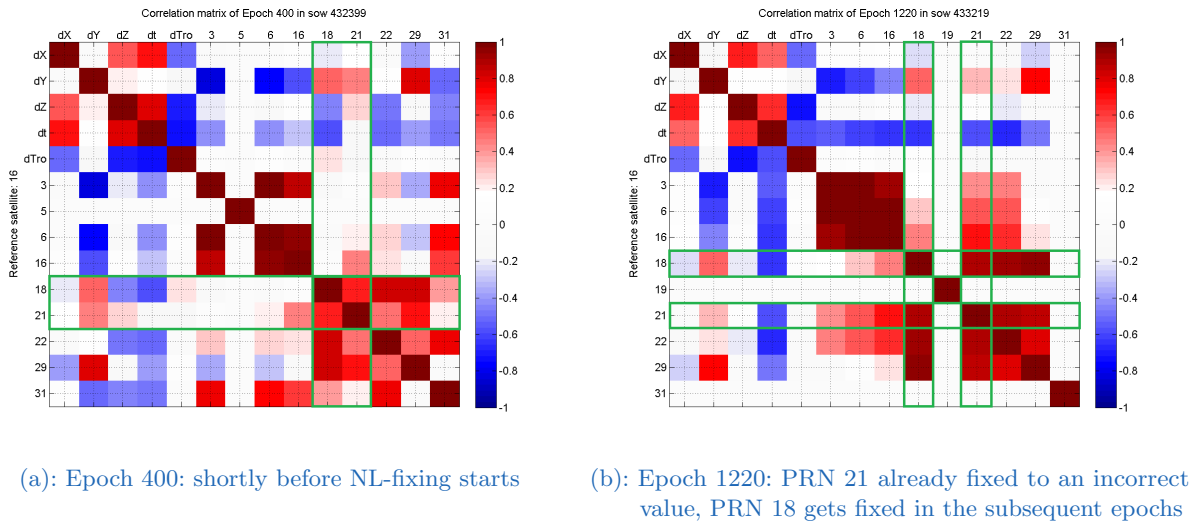 Correlation matrix of Epoch 400 in sow 432399
dX dY dZ dt dTro 3 5 6 16 18 21 22 29 31
Reference satellite: 16
dX
dY
dZ
dt
dTro
3
5
6
16
18
21
22
29
31
1
0.8
0.6
0.4
0.2
0
-0.2
-0.4
-0.6
-0.8
-1
Correlation matrix of Epoch 1220 in sow 433219
dX dY dZ dt dTro 3 6 16 18 19 21 22 29 31
Reference satellite: 16
dX
dY
dZ
dt
dTro
3
6
16
18
19
21
22
29
31
1
0.8
0.6
0.4
0.2
0
-0.2
-0.4
-0.6
-0.8
-1
(a): Epoch 400: shortly before NL-fixing starts
(b): Epoch 1220: PRN 21 already fixed to an incorrect
value, PRN 18 gets fixed in the subsequent epochs